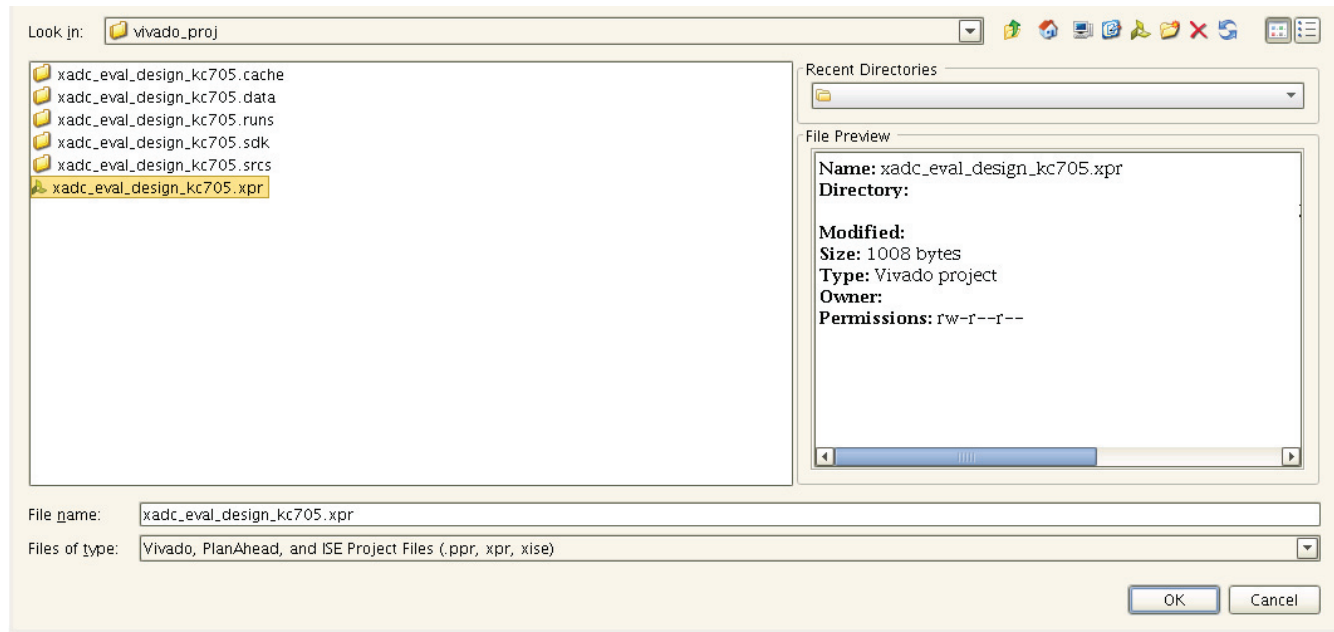 Look in: vivado_proj
xadc_eval_design_kc705.cache
xadc_eval_design_kc705.data
xadc_eval_design_kc705.runs
xadc_eval_design_kc705.sdk
xadc_eval_design_kc705.srcs
xadc_eval_design_kc705.xpr
Recent Directories
File Preview
Name: xadc_eval_design_kc705.xpr
Directory:
Modified:
Size: 1008 bytes
Type: Vivado project
Owner:
Permissions: rw-r--r--
File name: xadc_eval_design_kc705.xpr
Files of type: Vivado, PlanAhead, and ISE Project Files (.ppr, xpr, xise)
OK Cancel